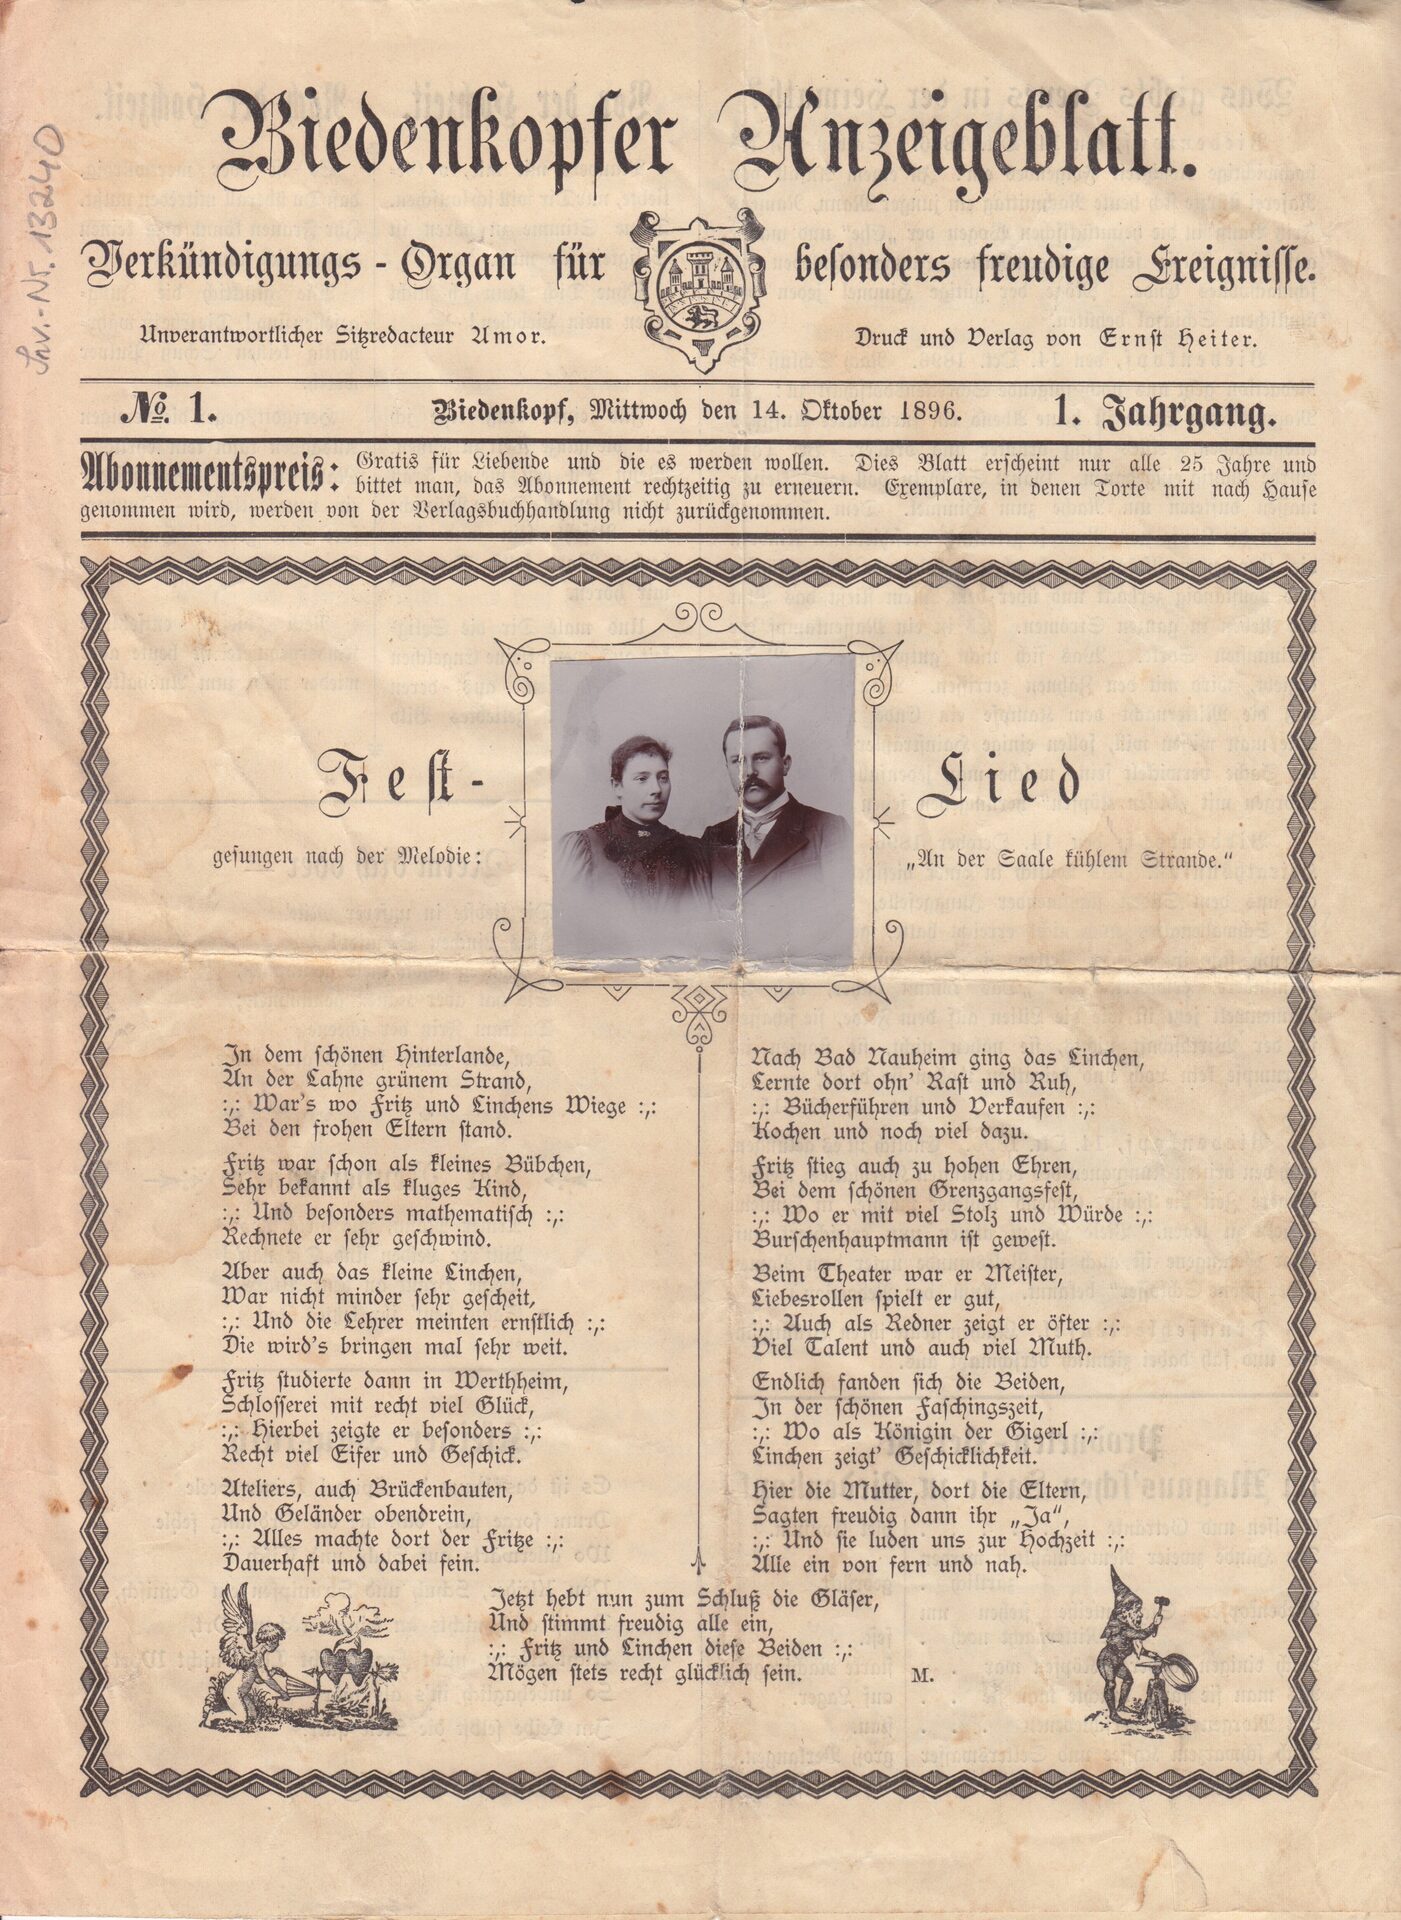 Biedenkopfer Anzeigeblatt.
Verkündigungs-Organ für besonders freudige Ereignisse.
Unverantwortlicher Sitzredacteur Amor.
Druck und Verlag von Ernst Heiter.
Inv.-Nr. 13240
No. 1.
Biedenkopf, Mittwoch den 14. Oktober 1896.
1. Jahrgang.
Abonnementspreis: Gratis für Liebende und die es werden wollen. Dies Blatt erscheint nur alle 25 Jahre und
bittet man, das Abonnement rechtzeitig zu erneuern. Exemplare, in denen Torte mit nach Hause
genommen wird, werden von der Verlagsbuchhandlung nicht zurückgenommen.
Fest-Lied
gesungen nach der Melodie: „An der Saale kühlem Strande."
In dem schönen Hinterlande,
An der Lahne grünem Strand,
:,: War's wo Fritz und Linchens Wiege :,:
Bei den frohen Eltern stand.
Fritz war schon als kleines Bübchen,
Sehr bekannt als kluges Kind,
:,: Und besonders mathematisch :,:
Rechnete er sehr geschwind.
Aber auch das kleine Linchen,
War nicht minder sehr gescheit,
:,: Und die Lehrer meinten ernstlich :,:
Die wird's bringen mal sehr weit.
Fritz studierte dann in Werthheim,
Schlosserei mit recht viel Glück,
:,: Hierbei zeigte er besonders :,:
Recht viel Eifer und Geschick.
Ateliers, auch Brückenbauten,
Und Geländer obendrein,
:,: Alles machte dort der Fritze :,:
Dauerhaft und dabei fein.
Nach Bad Nauheim ging das Linchen,
Lernte dort ohn' Rast und Ruh,
:,: Bücherführen und Verkaufen :,:
Kochen und noch viel dazu.
Fritz stieg auch zu hohen Ehren,
Bei dem schönen Grenzgangsfest,
:,: Wo er mit viel Stolz und Würde :,:
Burschenhauptmann ist gewest.
Beim Theater war er Meister,
Liebesrollen spielt er gut,
:,: Auch als Redner zeigt er öfter :,:
Viel Talent und auch viel Muth.
Endlich fanden sich die Beiden,
In der schönen Faschingszeit,
:,: Wo als Königin der Gigerl :,:
Linchen zeigt' Geschicklichkeit.
Hier die Mutter, dort die Eltern,
Sagten freudig dann ihr „Ja",
:,: Und sie luden uns zur Hochzeit :,:
Alle ein von fern und nah.
Jetzt hebt nun zum Schluß die Gläser,
Und stimmt freudig alle ein,
:,: Fritz und Linchen diese Beiden :,:
Mögen stets recht glücklich sein.
M.